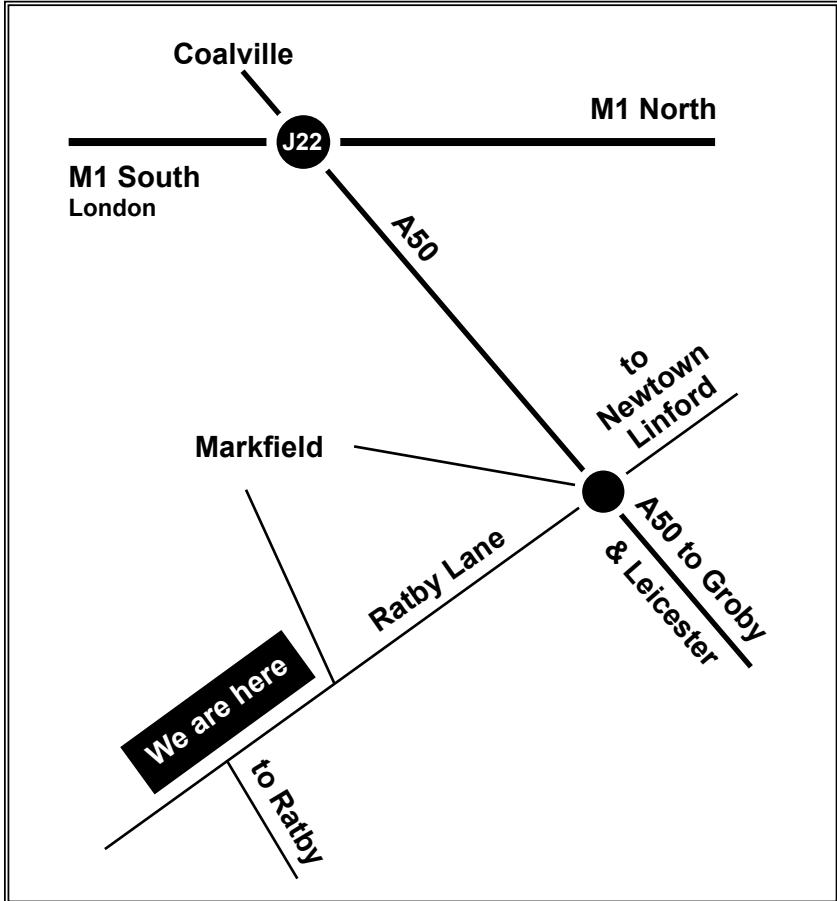 Coalville
M1 North
J22
M1 South
London
A50
to
Newtown
Linford
Markfield
A50 to Groby
& Leicester
Ratby Lane
We are here
to Ratby